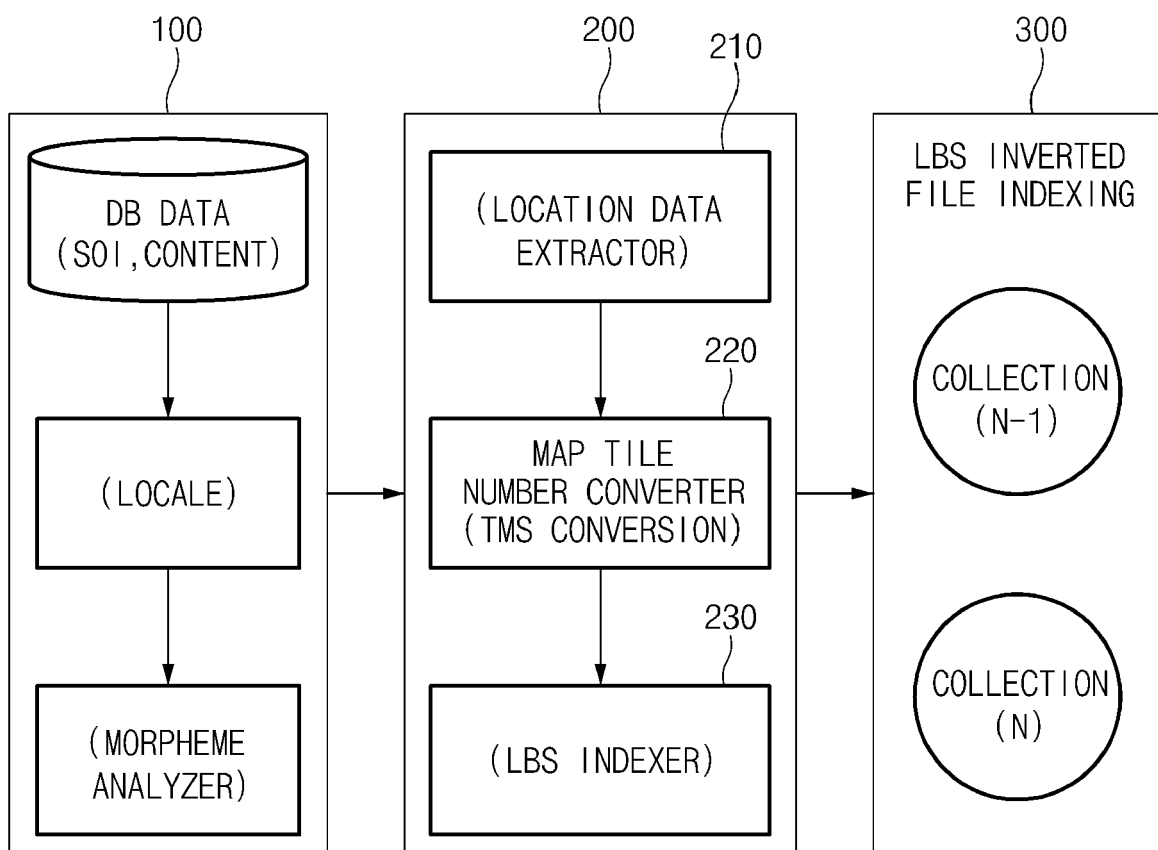 100
200
210
300
DB DATA
(SOI,CONTENT)
(LOCATION DATA
EXTRACTOR)
LBS INVERTED
FILE INDEXING
220
(LOCALE)
MAP TILE
NUMBER CONVERTER
(TMS CONVERSION)
COLLECTION
(N-1)
230
(MORPHEME
ANALYZER)
(LBS INDEXER)
COLLECTION
(N)